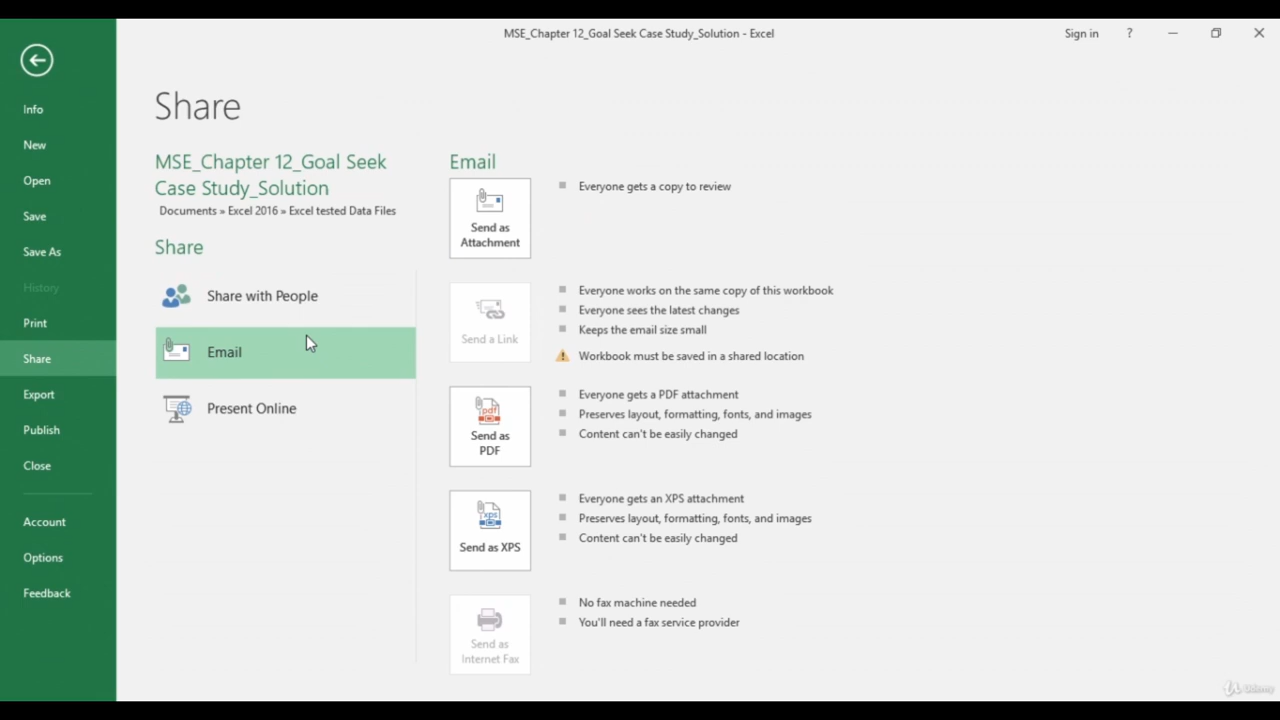 MSE_Chapter 12_Goal Seek Case Study_Solution - Excel
Sign in
?
Info
New
Open
Save
Save As
History
Print
Share
Export
Publish
Close
Account
Options
Feedback
Share
MSE_Chapter 12_Goal Seek
Case Study_Solution
Documents » Excel 2016 » Excel tested Data Files
Share
Share with People
Email
Present Online
Email
Send as
Attachment
Everyone gets a copy to review
Send a Link
Everyone works on the same copy of this workbook
Everyone sees the latest changes
Keeps the email size small
Workbook must be saved in a shared location
pdf
Send as
PDF
Everyone gets a PDF attachment
Preserves layout, formatting, fonts, and images
Content can't be easily changed
xps
Send as XPS
Everyone gets an XPS attachment
Preserves layout, formatting, fonts, and images
Content can't be easily changed
Send as
Internet Fax
No fax machine needed
You'll need a fax service provider
Udemy